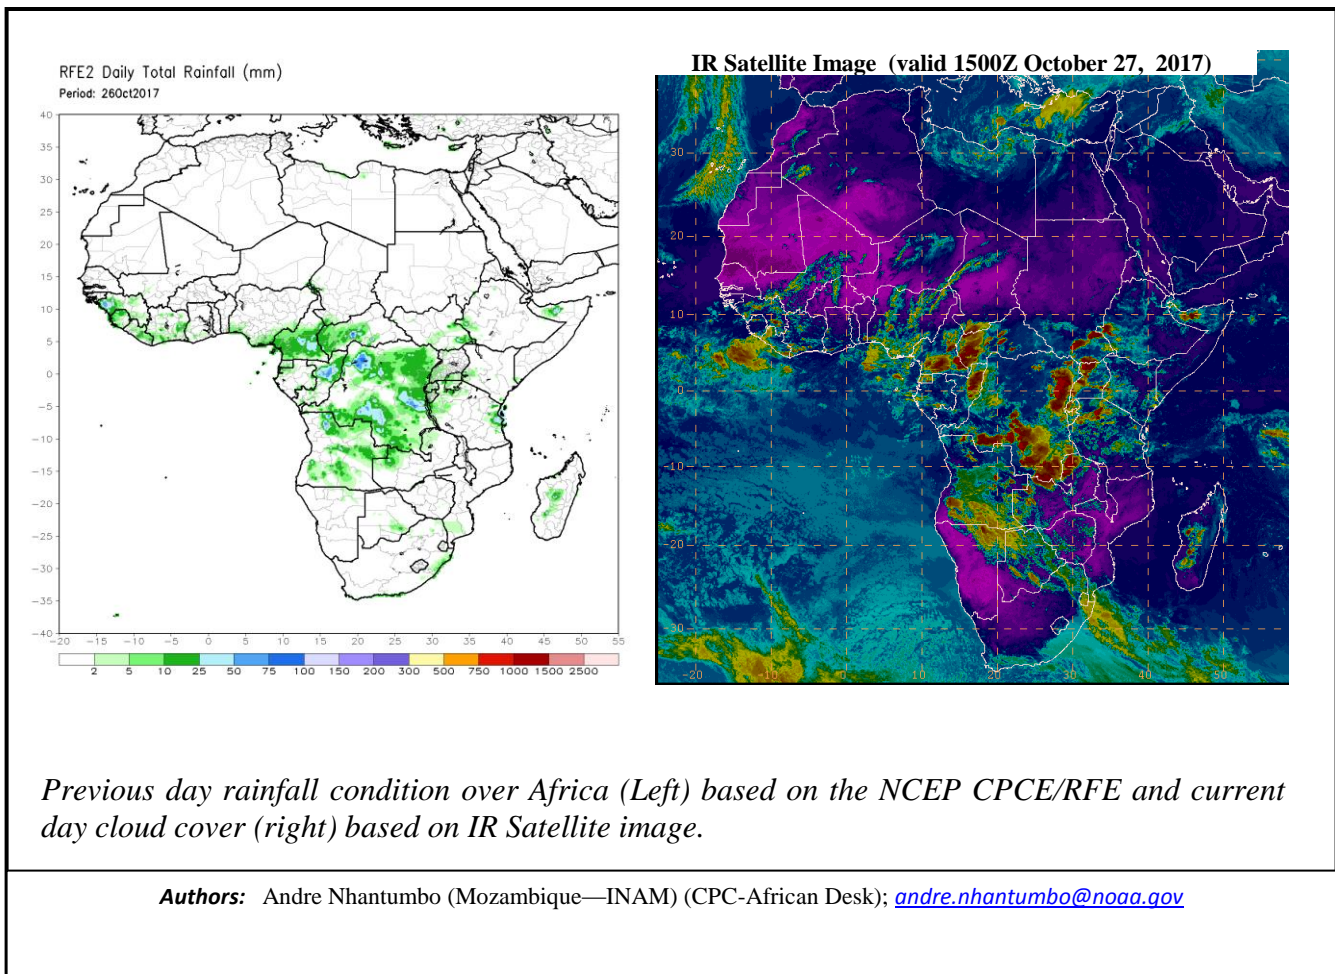 RFE2 Daily Total Rainfall (mm)
Period: 26Oct2017
40
35
30
25
20
15
10
5
0
−5
−10
−15
−20
−25
−30
−35
−40
−20 −15 −10 −5 0 5 10 15 20 25 30 35 40 45 50 55
2 5 10 25 50 75 100 150 200 300 500 750 1000 1500 2500
IR Satellite Image (valid 1500Z October 27, 2017)
30
20
10
0
-10
-20
-30
-20 -10 0 10 20 30 40 50
Previous day rainfall condition over Africa (Left) based on the NCEP CPCE/RFE and current
day cloud cover (right) based on IR Satellite image.
Authors: Andre Nhantumbo (Mozambique—INAM) (CPC-African Desk); andre.nhantumbo@noaa.gov